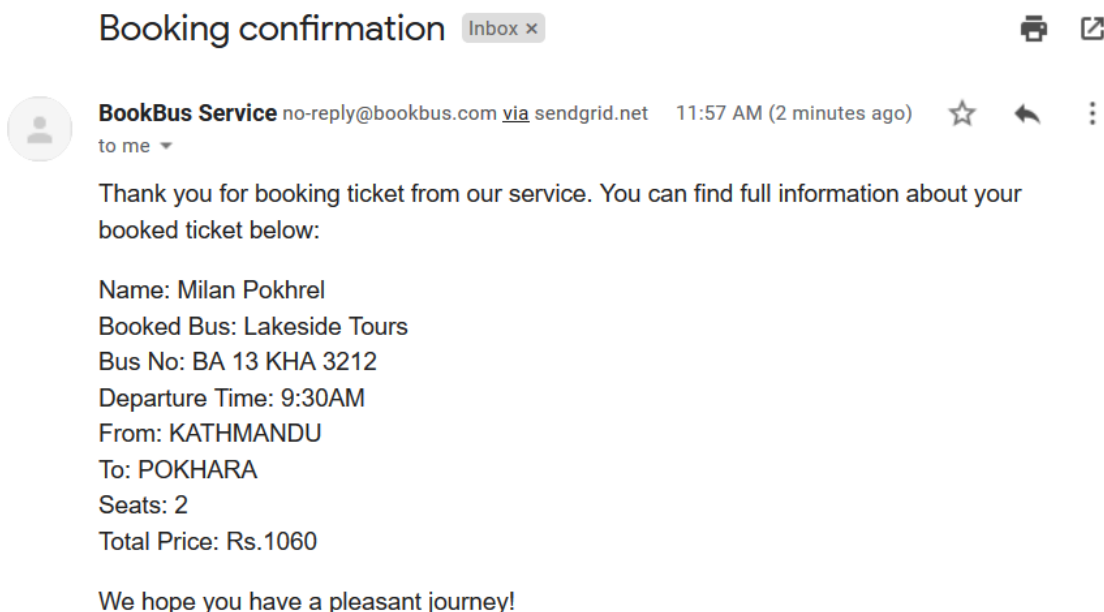 Booking confirmation Inbox ×
BookBus Service no-reply@bookbus.com via sendgrid.net 11:57 AM (2 minutes ago)
to me
Thank you for booking ticket from our service. You can find full information about your
booked ticket below:
Name: Milan Pokhrel
Booked Bus: Lakeside Tours
Bus No: BA 13 KHA 3212
Departure Time: 9:30AM
From: KATHMANDU
To: POKHARA
Seats: 2
Total Price: Rs.1060
We hope you have a pleasant journey!